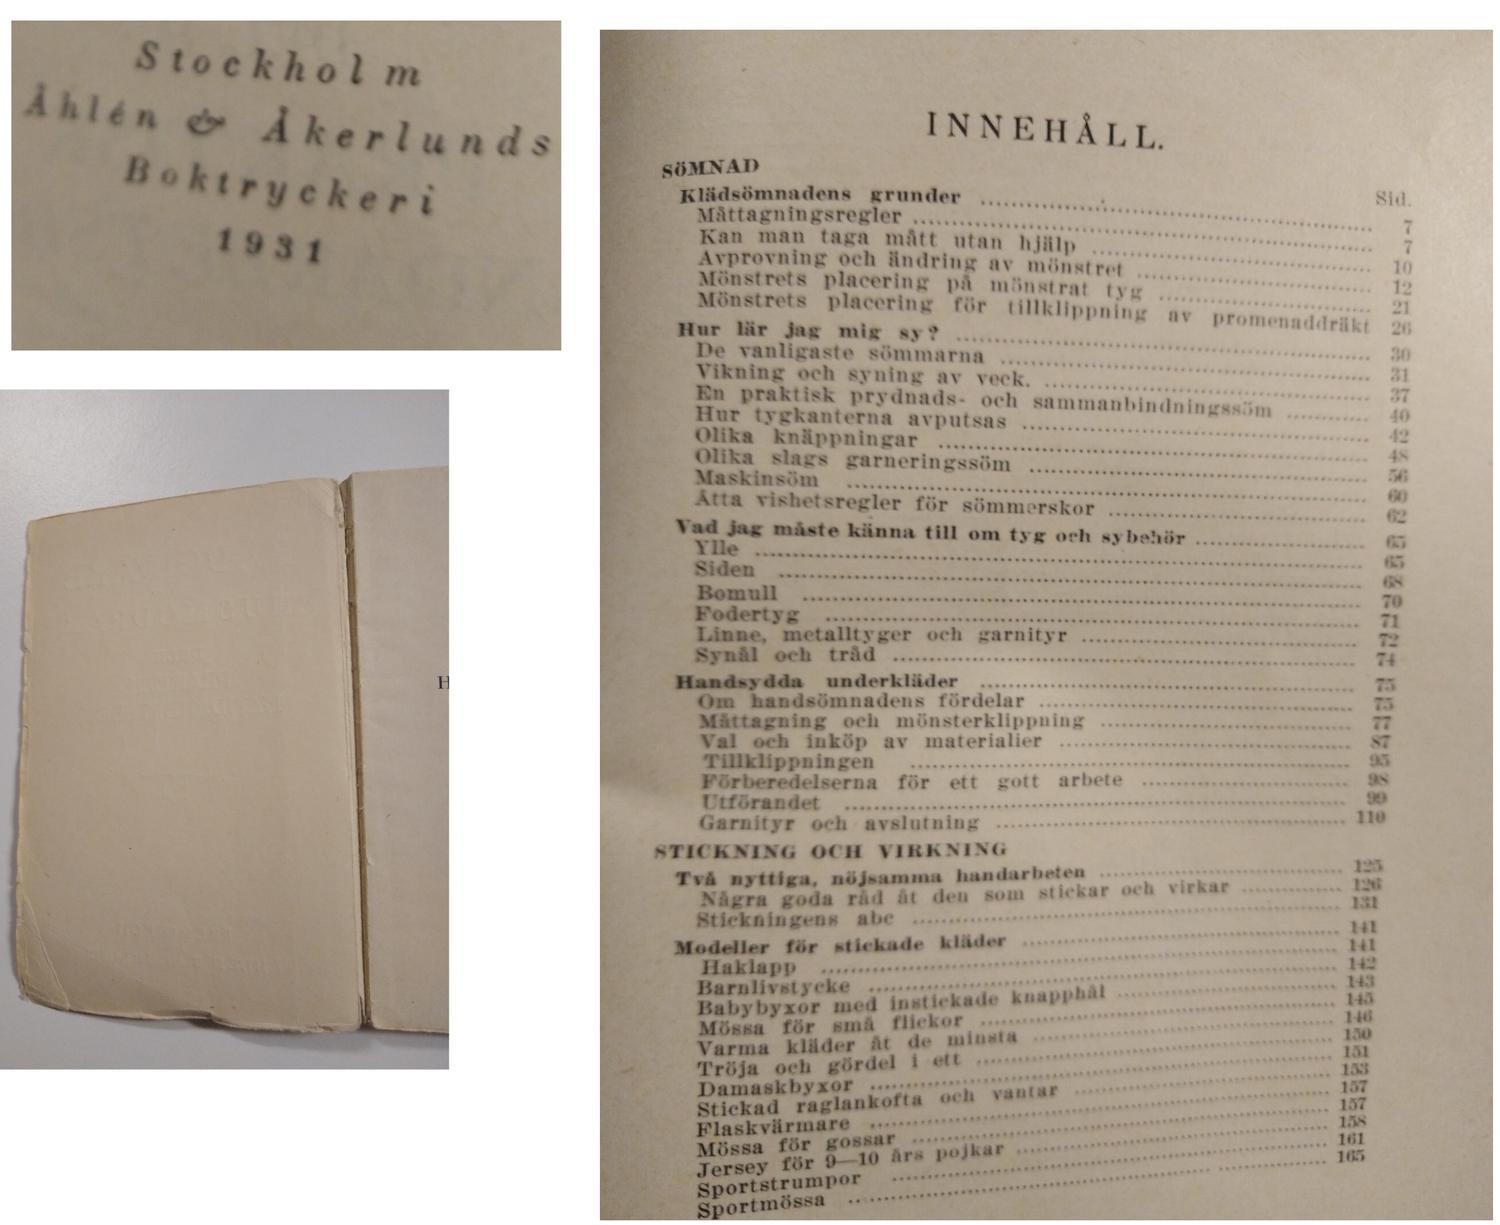 Stockholm
Åhlén & Åkerlunds
Boktryckeri
1931
H
INNEHÅLL.
SÖMNAD
Sid.
Klädsömnadens grunder 7
Måttagningsregler 7
Kan man taga mått utan hjälp 10
Avprovning och ändring av mönstret 12
Mönstrets placering på mönstrat tyg 21
Mönstrets placering för tillklippning av promenaddräkt 26
Hur lär jag mig sy? 30
De vanligaste sömmarna 31
Vikning och syning av veck. 37
En praktisk prydnads- och sammanbindningssöm 40
Hur tygkanterna avputsas 42
Olika knäppningar 48
Olika slags garneringssöm 56
Maskinsöm 60
Åtta vishetsregler för sömmerskor 62
Vad jag måste känna till om tyg och sybehör 65
Ylle 65
Siden 68
Bomull 70
Fodertyg 71
Linne, metalltyger och garnityr 72
Synål och tråd 74
Handsydda underkläder 75
Om handsömnadens fördelar 75
Måttagning och mönsterklippning 77
Val och inköp av materialier 87
Tillklippningen 95
Förberedelserna för ett gott arbete 98
Utförandet 99
Garnityr och avslutning 110
STICKNING OCH VIRKNING
Två nyttiga, nöjsamma handarbeten 125
Några goda råd åt den som stickar och virkar 126
Stickningens abc 131
Modeller för stickade kläder 141
Haklapp 141
Barnlivstycke 142
Babybyxor med instickade knapphål 143
Mössa för små flickor 145
Varma kläder åt de minsta 146
Tröja och gördel i ett 150
Damaskbyxor 151
Stickad raglankofta och vantar 153
Flaskvärmare 157
Mössa för gossar 157
Jersey för 9—10 års pojkar 158
Sportstrumpor 161
Sportmössa 165